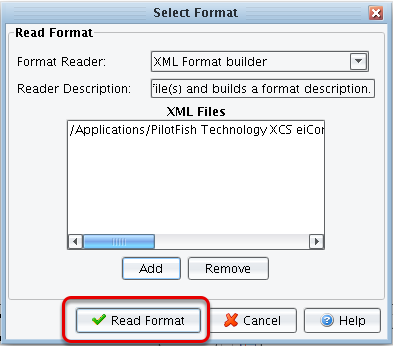 Select Format
Read Format
Format Reader: XML Format builder
Reader Description: file(s) and builds a format description.
XML Files
/Applications/PilotFish Technology XCS eiCor
Add Remove
Read Format Cancel Help